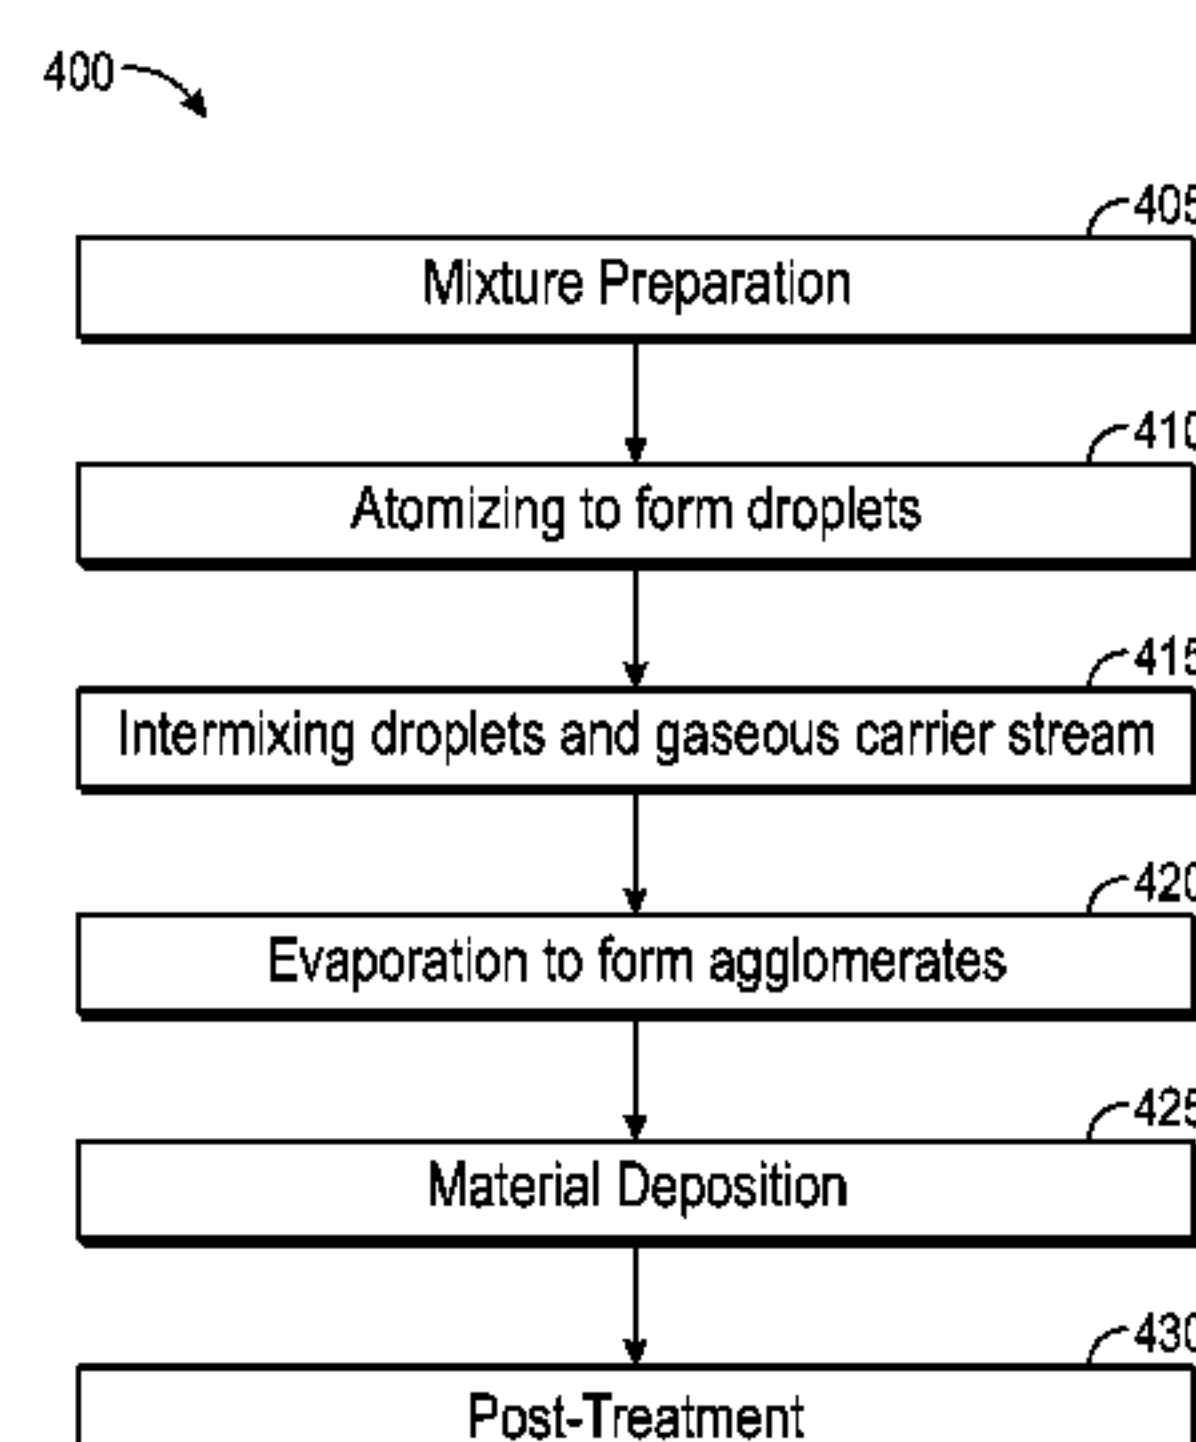 400
405
Mixture Preparation
410
Atomizing to form droplets
415
Intermixing droplets and gaseous carrier stream
420
Evaporation to form agglomerates
425
Material Deposition
430
Post-Treatment